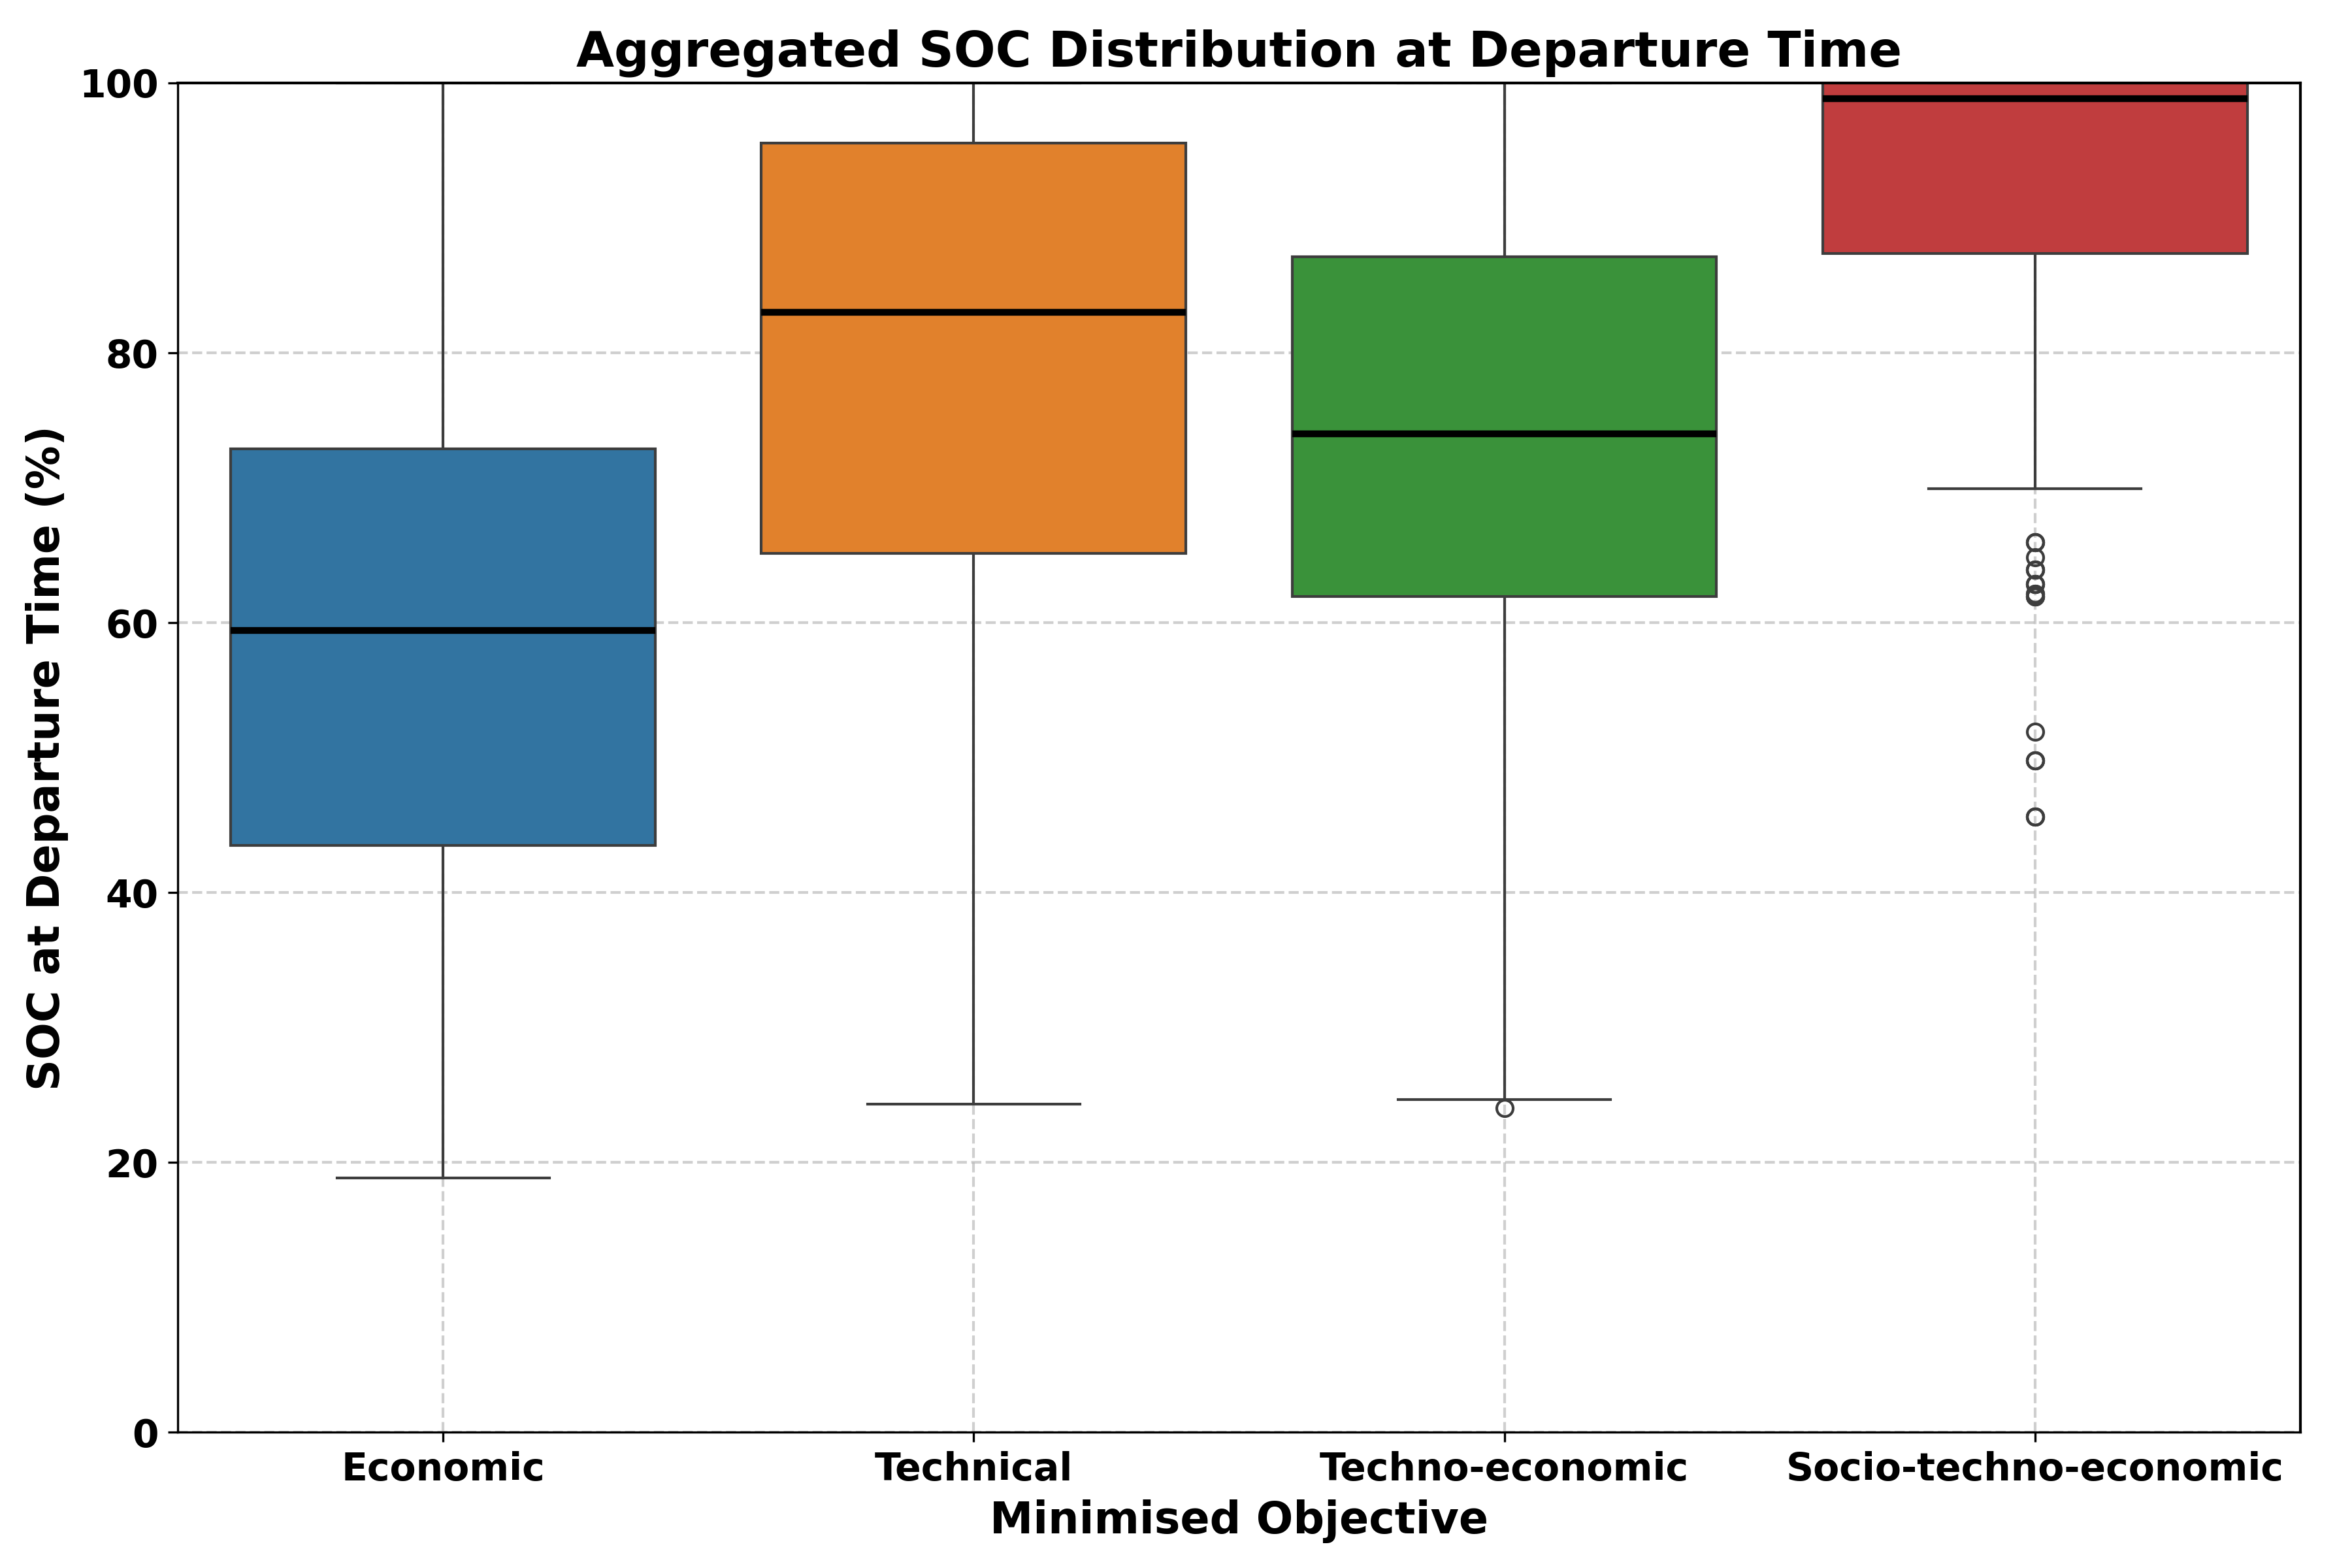 Aggregated SOC Distribution at Departure Time
SOC at Departure Time (%)
100
80
60
40
20
0
Economic
Technical
Techno-economic
Socio-techno-economic
Minimised Objective